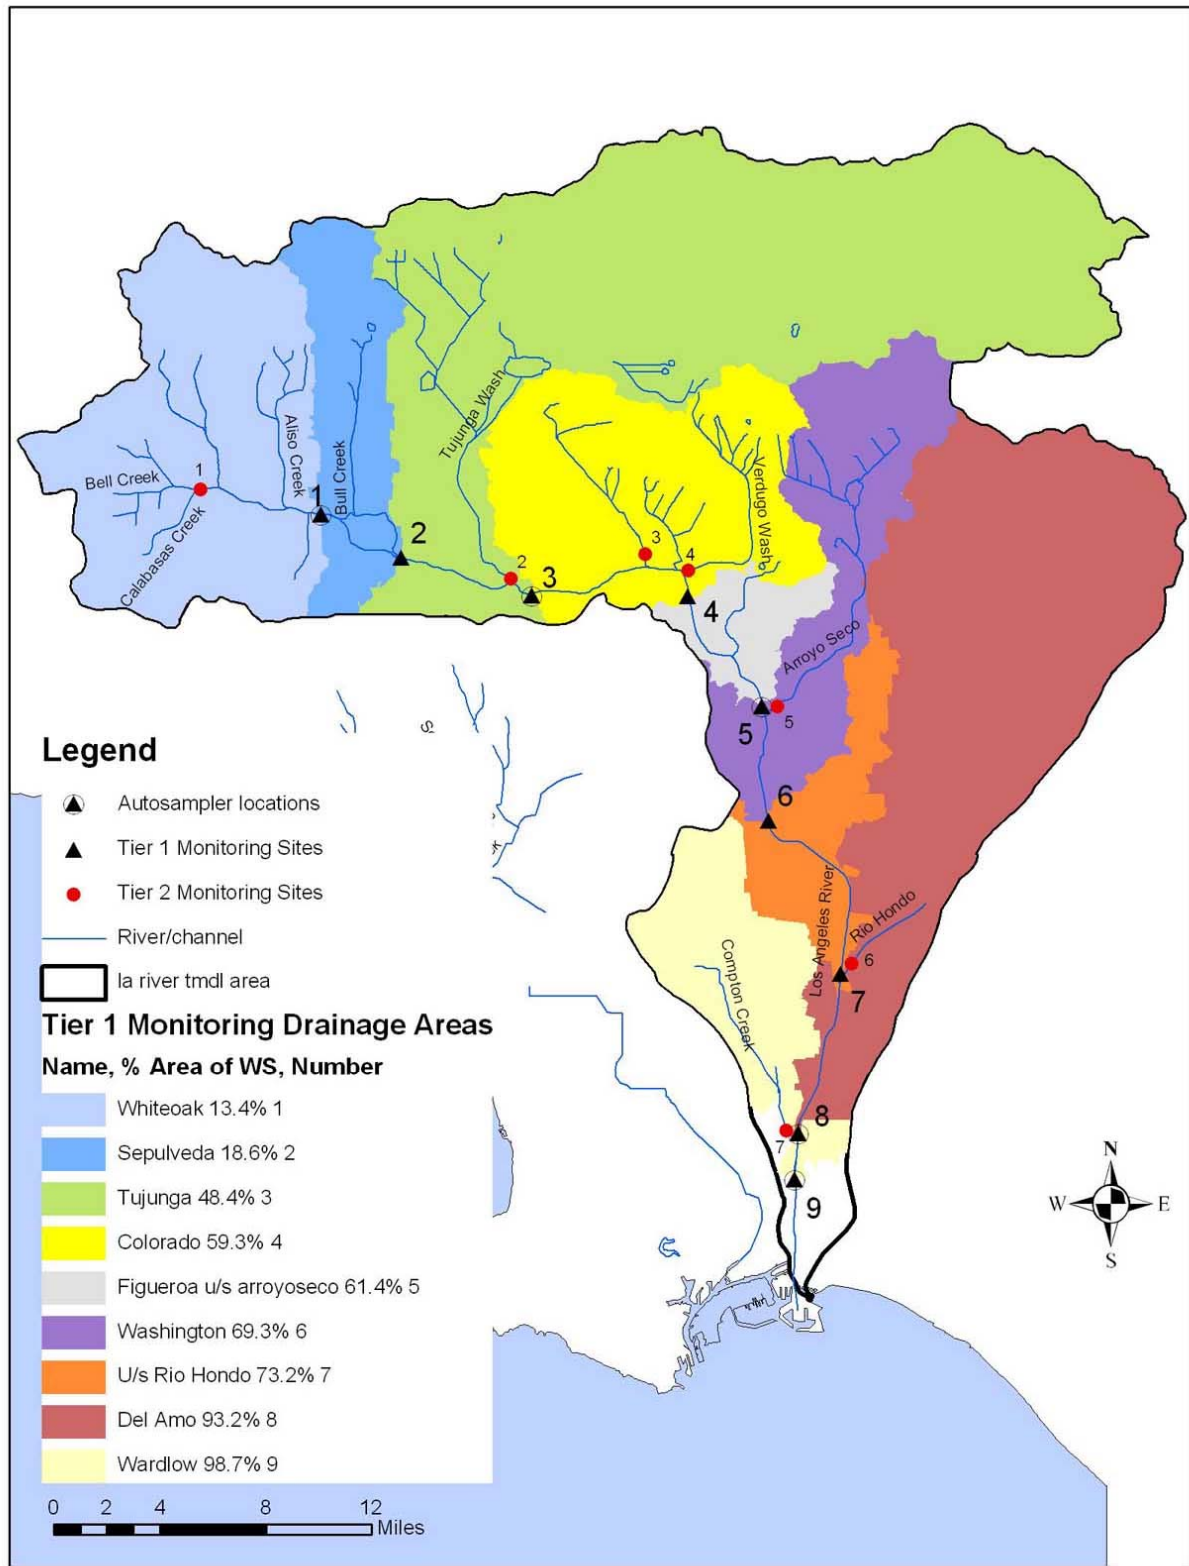 Tujunga Wash
Verdugo Wash
Aliso Creek
Bull Creek
Bell Creek
1
Calabasas Creek
1
2
2
3
3
4
4
Arroyo Seco
5
5
6
Los Angeles River
Rio Hondo
6
7
Compton Creek
8
7
9
N
W
E
S
Legend
Autosampler locations
Tier 1 Monitoring Sites
Tier 2 Monitoring Sites
River/channel
la river tmdl area
Tier 1 Monitoring Drainage Areas
Name, % Area of WS, Number
Whiteoak 13.4% 1
Sepulveda 18.6% 2
Tujunga 48.4% 3
Colorado 59.3% 4
Figueroa u/s arroyoseco 61.4% 5
Washington 69.3% 6
U/s Rio Hondo 73.2% 7
Del Amo 93.2% 8
Wardlow 98.7% 9
0 2 4 8 12
Miles